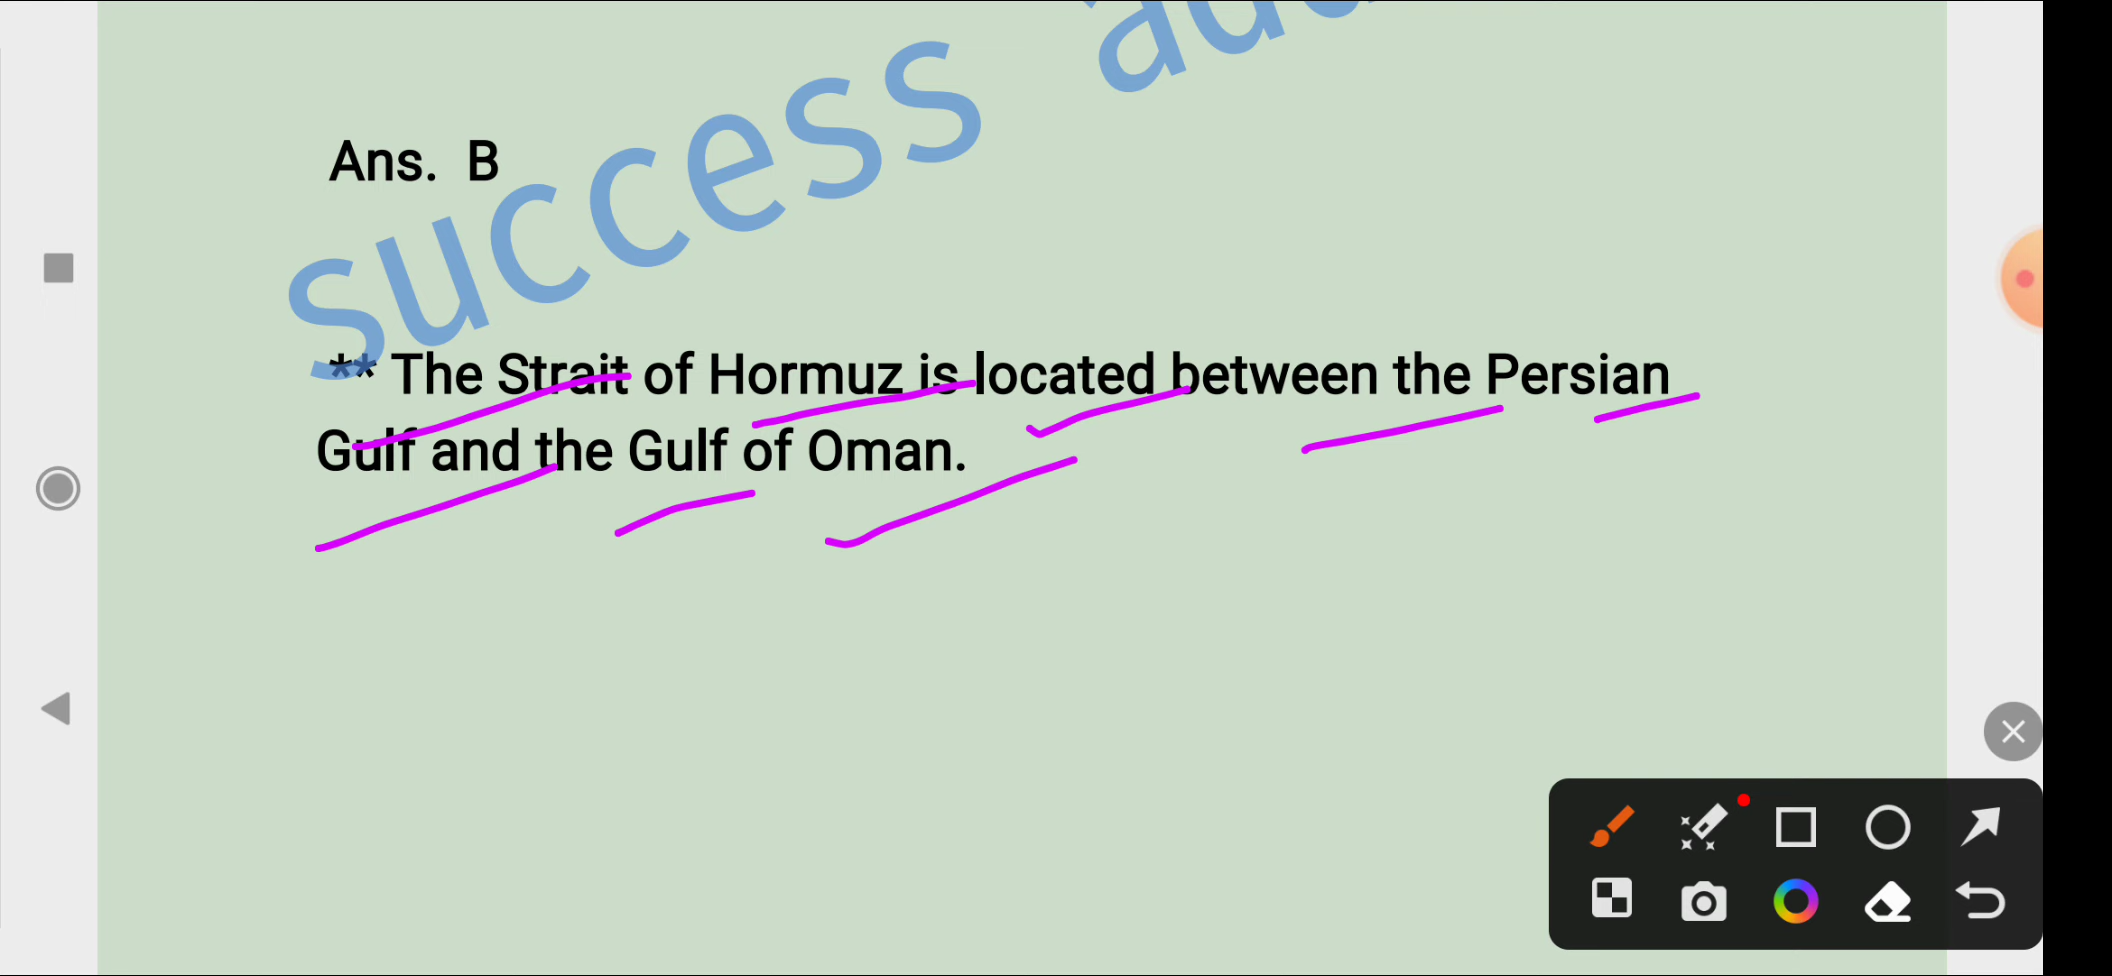 success
Ans. B
** The Strait of Hormuz is located between the Persian
Gulf and the Gulf of Oman.